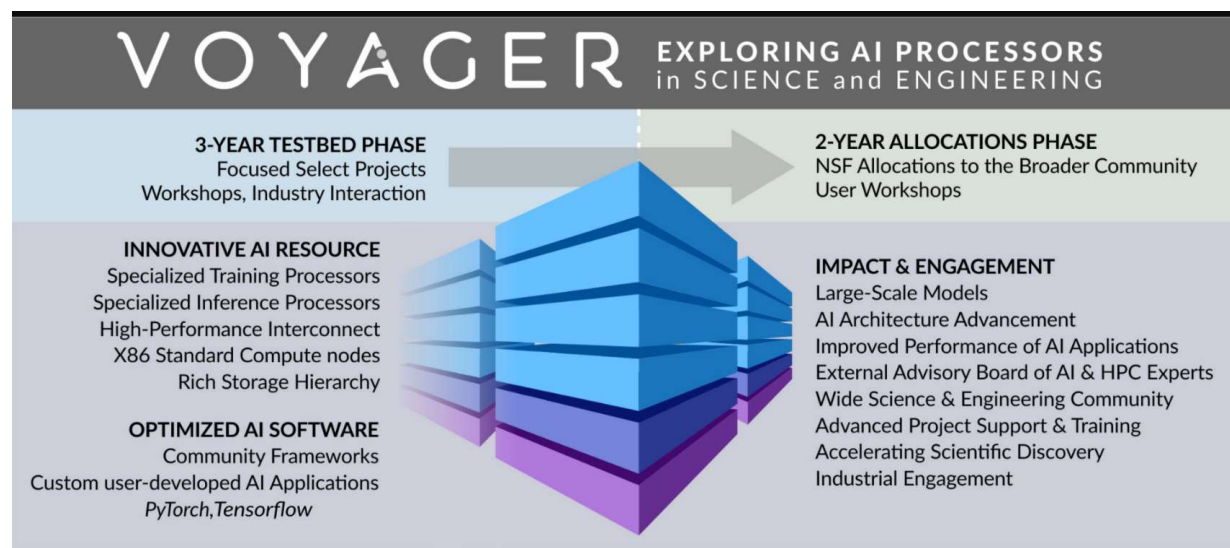 VOYAGER
EXPLORING AI PROCESSORS
in SCIENCE and ENGINEERING
3-YEAR TESTBED PHASE
Focused Select Projects
Workshops, Industry Interaction
2-YEAR ALLOCATIONS PHASE
NSF Allocations to the Broader Community
User Workshops
INNOVATIVE AI RESOURCE
Specialized Training Processors
Specialized Inference Processors
High-Performance Interconnect
X86 Standard Compute nodes
Rich Storage Hierarchy
OPTIMIZED AI SOFTWARE
Community Frameworks
Custom user-developed AI Applications
PyTorch,Tensorflow
IMPACT & ENGAGEMENT
Large-Scale Models
AI Architecture Advancement
Improved Performance of AI Applications
External Advisory Board of AI & HPC Experts
Wide Science & Engineering Community
Advanced Project Support & Training
Accelerating Scientific Discovery
Industrial Engagement